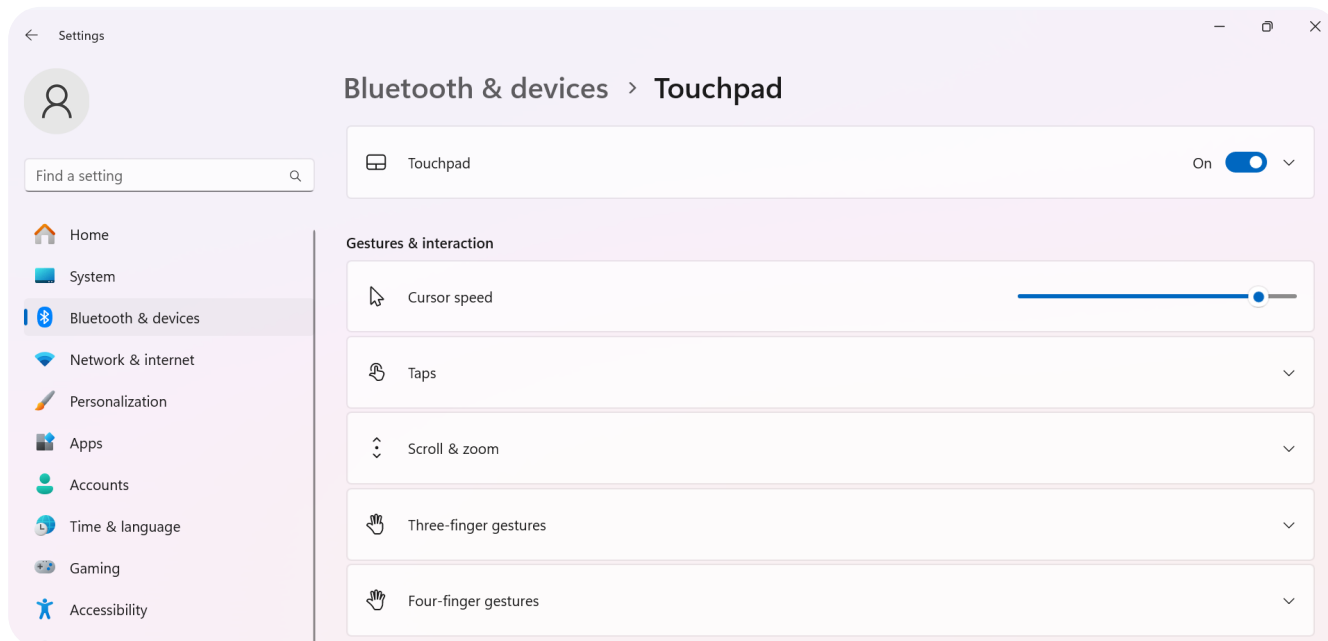 Settings
Find a setting
Home
System
Bluetooth & devices
Network & internet
Personalization
Apps
Accounts
Time & language
Gaming
Accessibility
Bluetooth & devices > Touchpad
Touchpad
On
Gestures & interaction
Cursor speed
Taps
Scroll & zoom
Three-finger gestures
Four-finger gestures